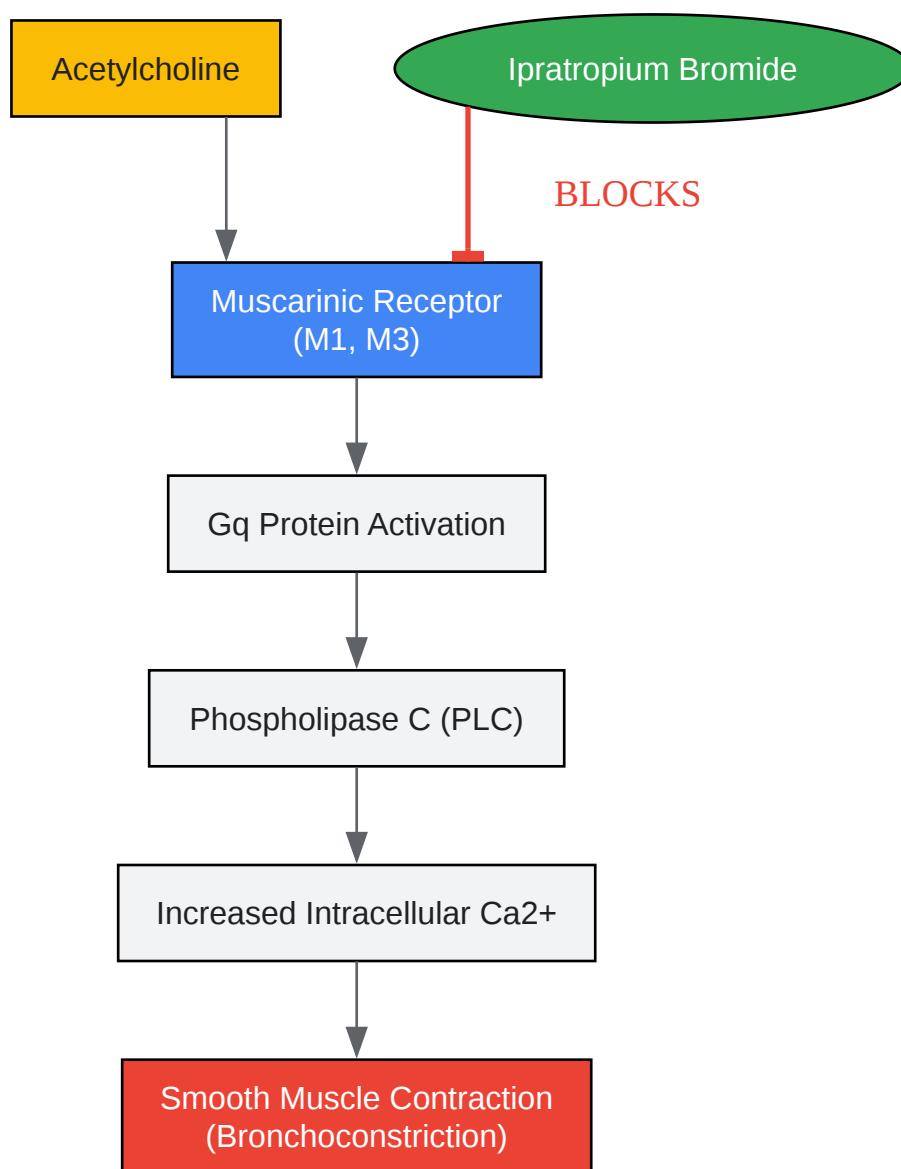 Acetylcholine
Ipratropium Bromide
BLOCKS
Muscarinic Receptor
(M1, M3)
Gq Protein Activation
Phospholipase C (PLC)
Increased Intracellular Ca2+
Smooth Muscle Contraction
(Bronchoconstriction)